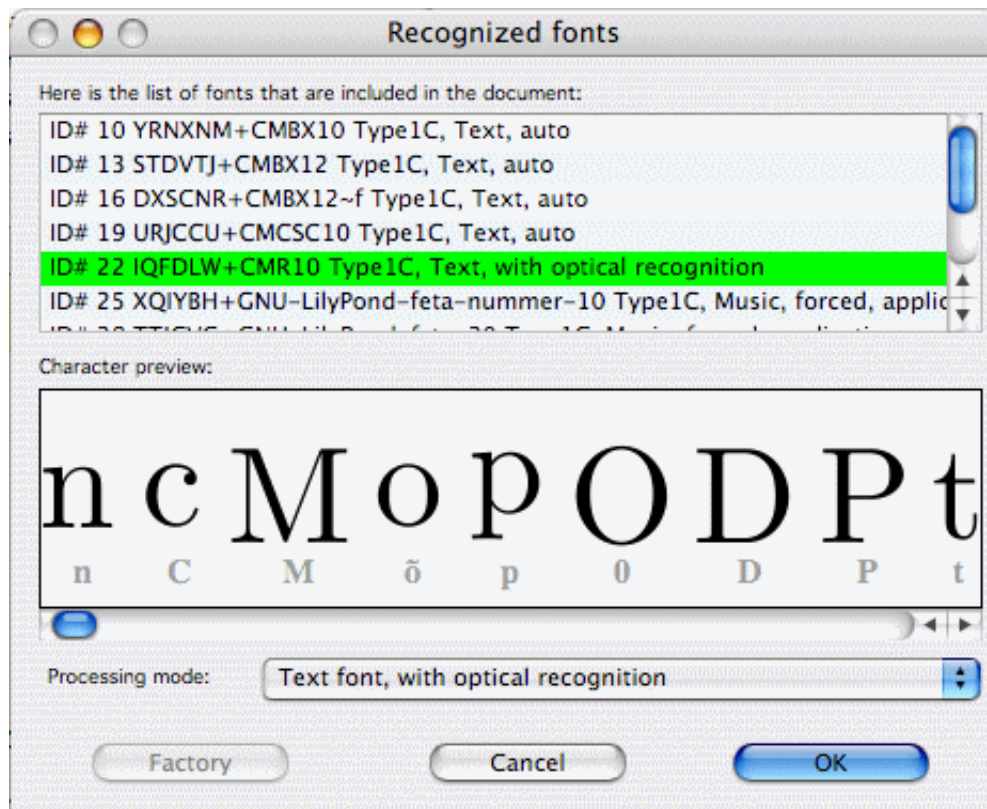 Recognized fonts
Here is the list of fonts that are included in the document:
ID# 10 YRNXNM+CMBX10 Type1C, Text, auto
ID# 13 STDVTJ+CMBX12 Type1C, Text, auto
ID# 16 DXSCNR+CMBX12~f Type1C, Text, auto
ID# 19 URJCCU+CMCSC10 Type1C, Text, auto
ID# 22 IQFDLW+CMR10 Type1C, Text, with optical recognition
ID# 25 XQIYBH+GNU-LilyPond-feta-nummer-10 Type1C, Music, forced, applic
Character preview:
n c M o p O D P t
n C M õ p 0 D P t
Processing mode: Text font, with optical recognition
Factory Cancel OK